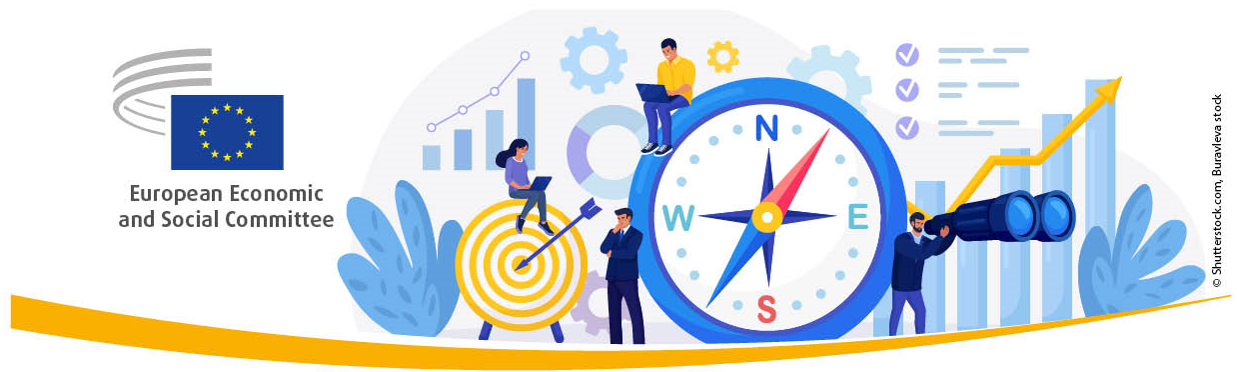 European Economic
and Social Committee
N
W
E
S
© Shutterstock.com, Buravleva stock